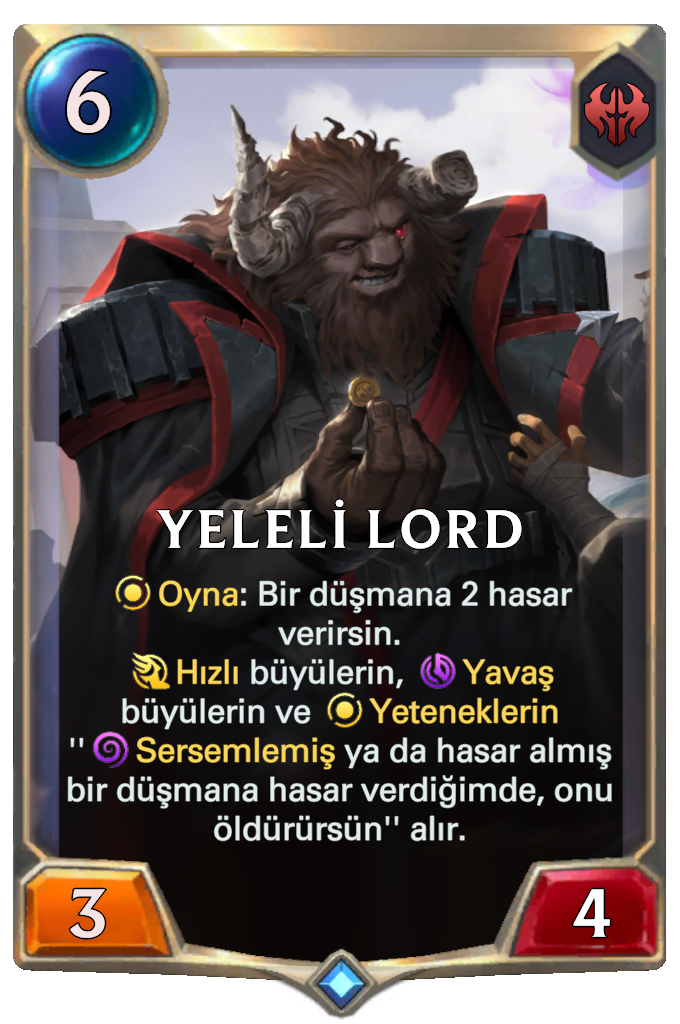 6
YELELİ LORD
Oyna: Bir düşmana 2 hasar
verirsin.
Hızlı büyülerin, Yavaş
büyülerin ve Yeteneklerin
"Sersemlemiş ya da hasar almış
bir düşmana hasar verdiğimde, onu
öldürürsün" alır.
3
4